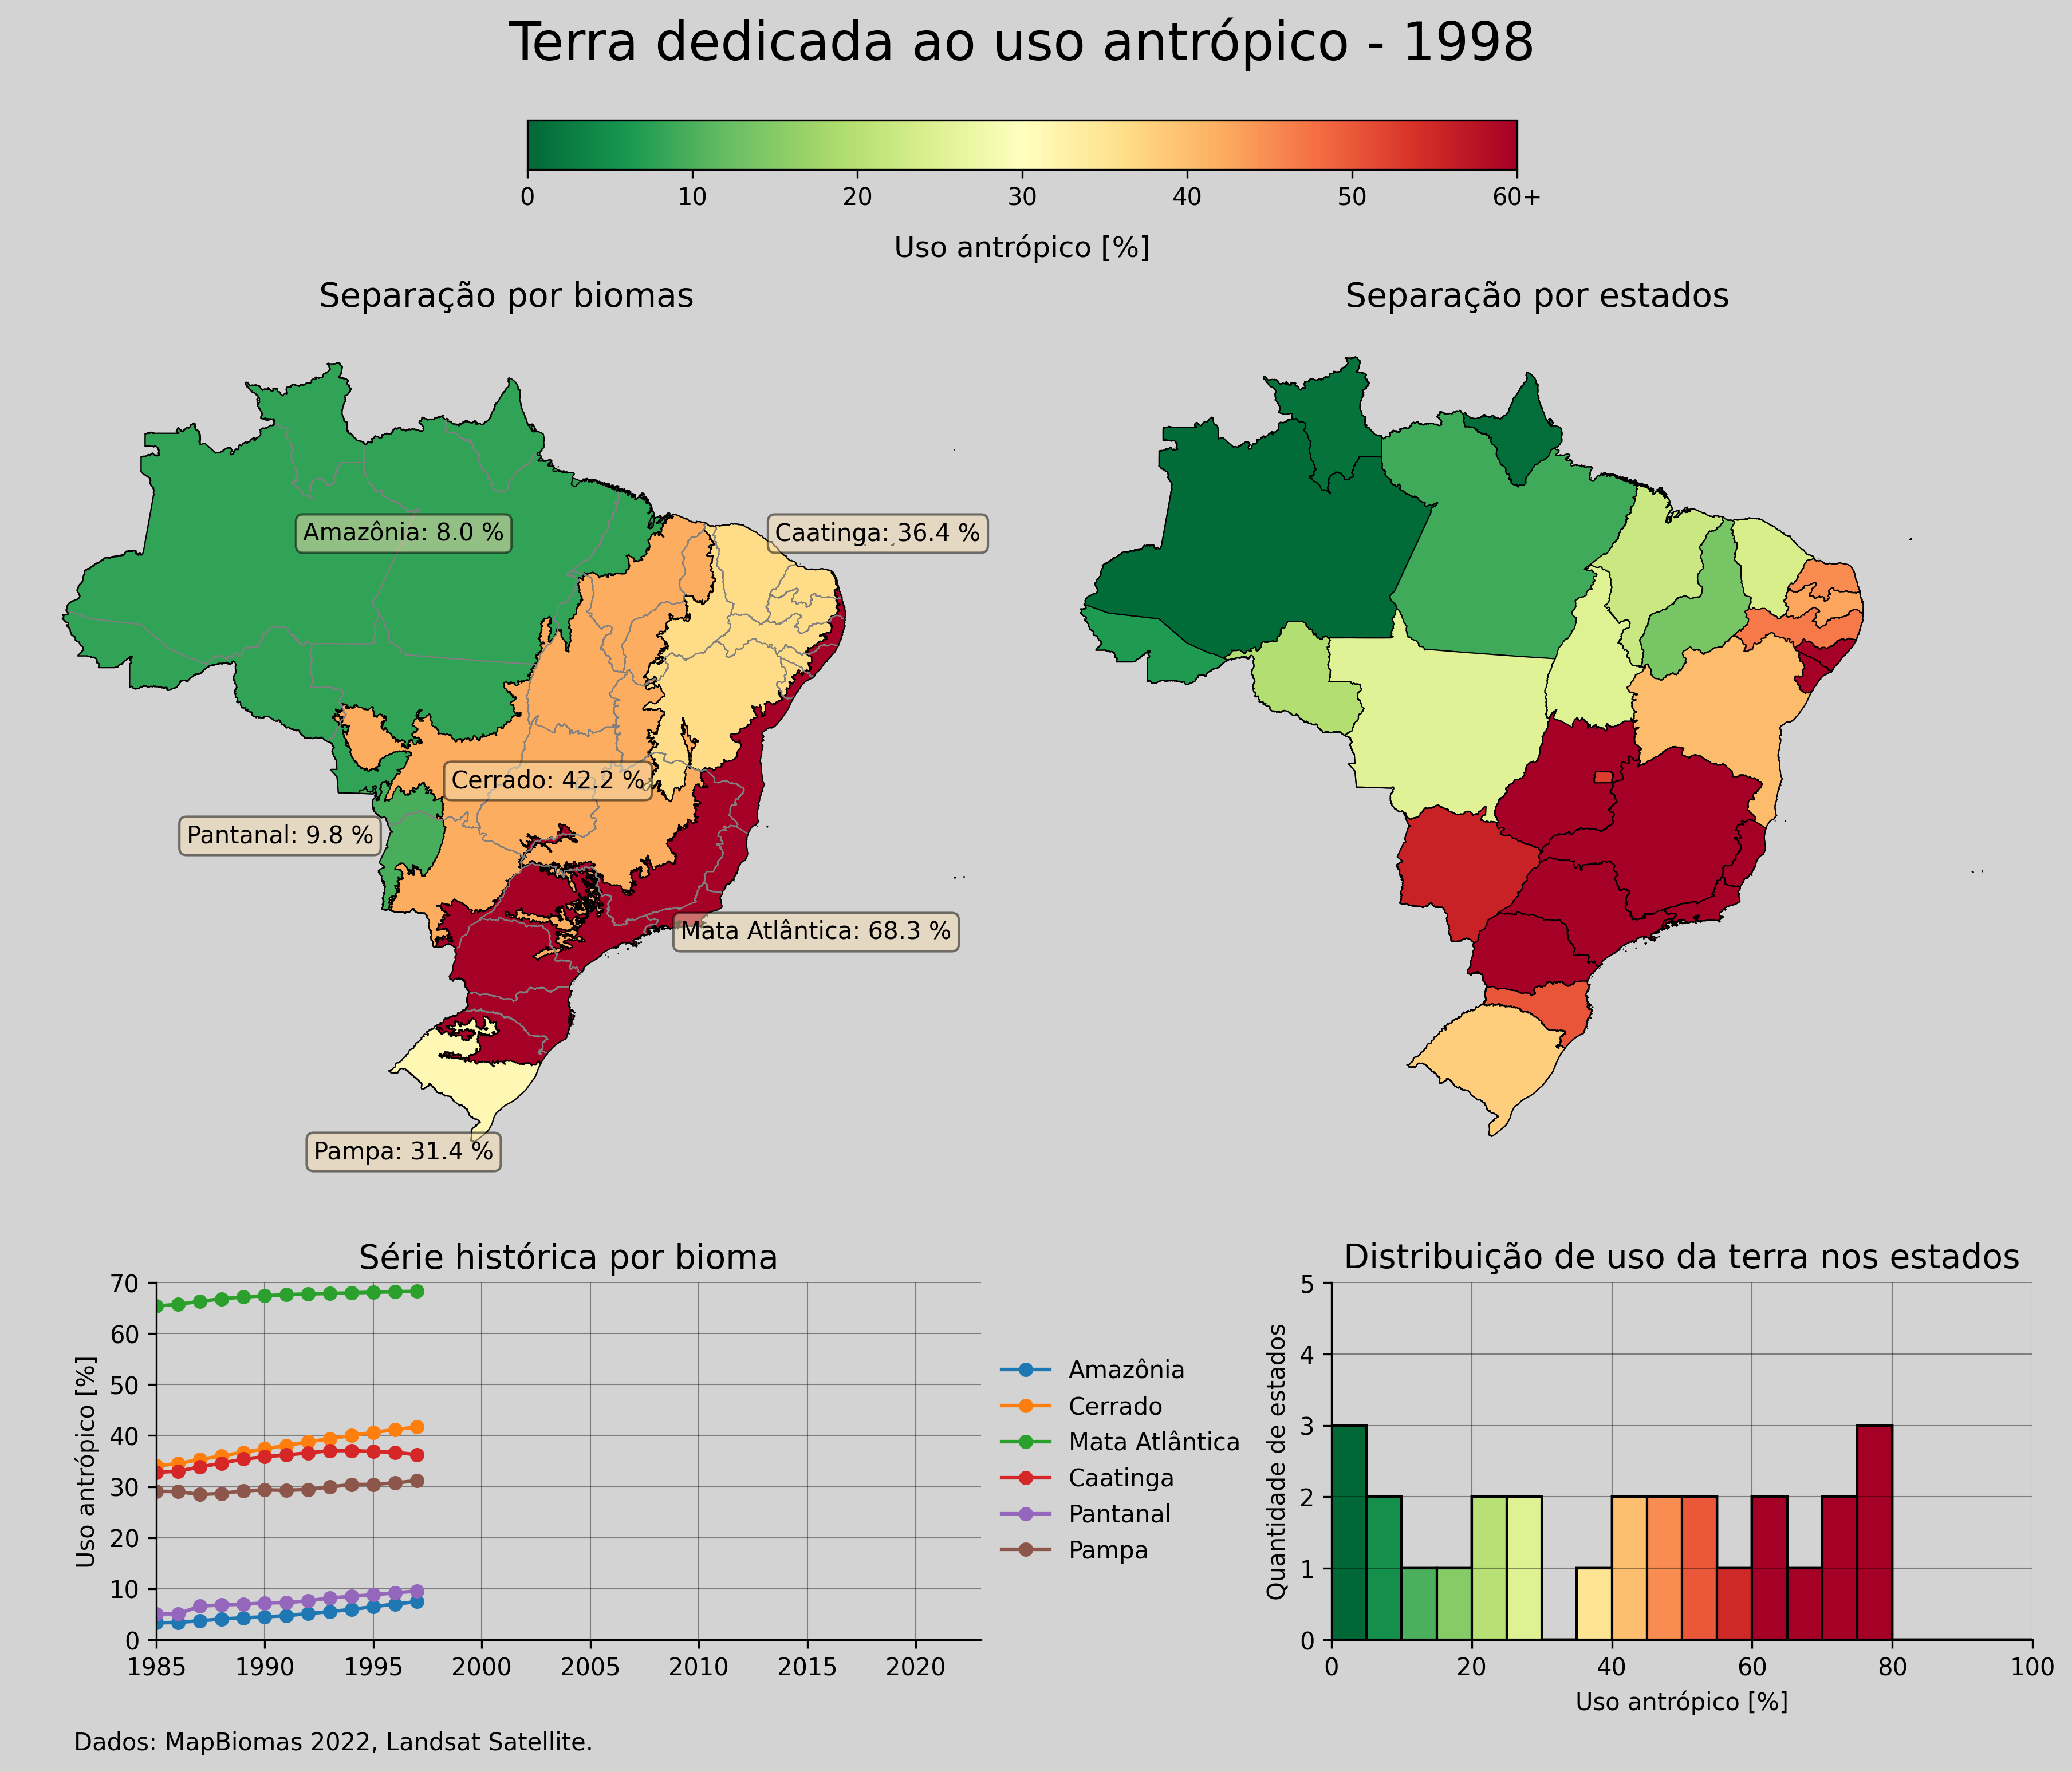 Terra dedicada ao uso antrópico - 1998
0 10 20 30 40 50 60+
Uso antrópico [%]
Separação por biomas
Separação por estados
Amazônia: 8.0 %
Caatinga: 36.4 %
Cerrado: 42.2 %
Pantanal: 9.8 %
Mata Atlântica: 68.3 %
Pampa: 31.4 %
Série histórica por bioma
Uso antrópico [%]
70
60
50
40
30
20
10
0
1985 1990 1995 2000 2005 2010 2015 2020
Amazônia
Cerrado
Mata Atlântica
Caatinga
Pantanal
Pampa
Distribuição de uso da terra nos estados
Quantidade de estados
5
4
3
2
1
0
0 20 40 60 80 100
Uso antrópico [%]
Dados: MapBiomas 2022, Landsat Satellite.